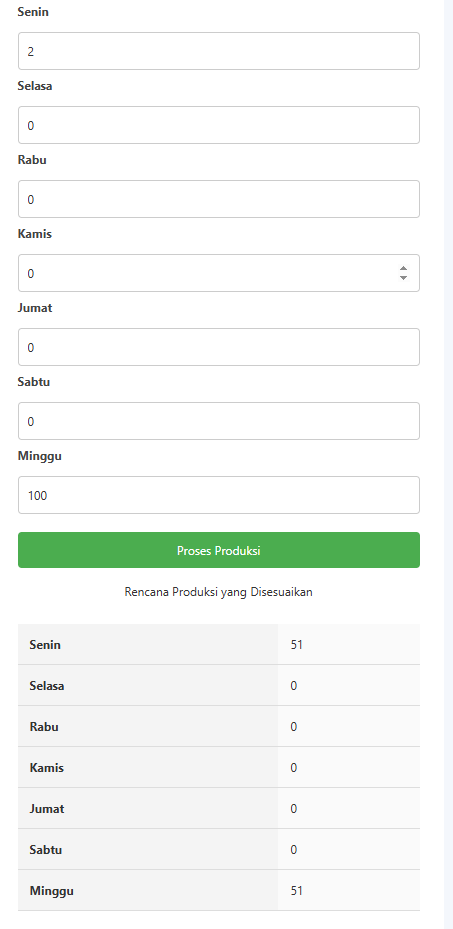 Senin
2
Selasa
0
Rabu
0
Kamis
0
Jumat
0
Sabtu
0
Minggu
100
Proses Produksi
Rencana Produksi yang Disesuaikan
Senin 51
Selasa 0
Rabu 0
Kamis 0
Jumat 0
Sabtu 0
Minggu 51